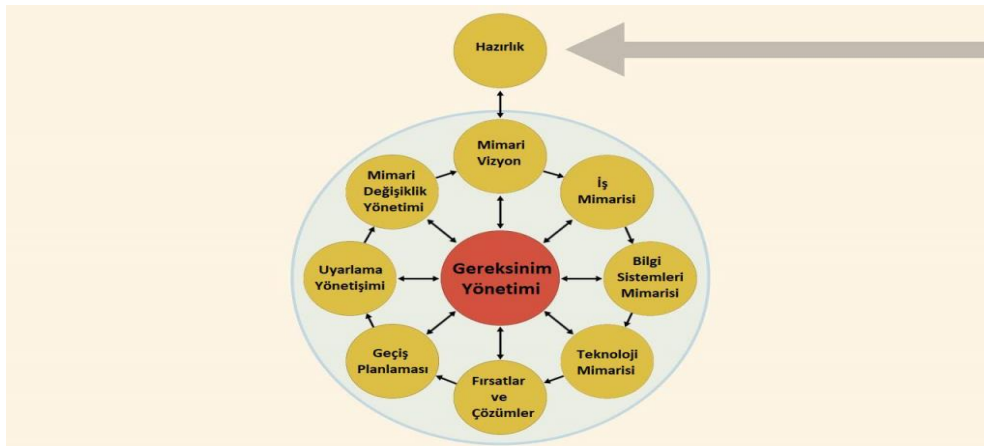 Hazırlık
Mimari
Vizyon
İş
Mimarisi
Bilgi
Sistemleri
Mimarisi
Teknoloji
Mimarisi
Fırsatlar
ve
Çözümler
Geçiş
Planlaması
Uyarlama
Yönetişimi
Mimari
Değişiklik
Yönetimi
Gereksinim
Yönetimi